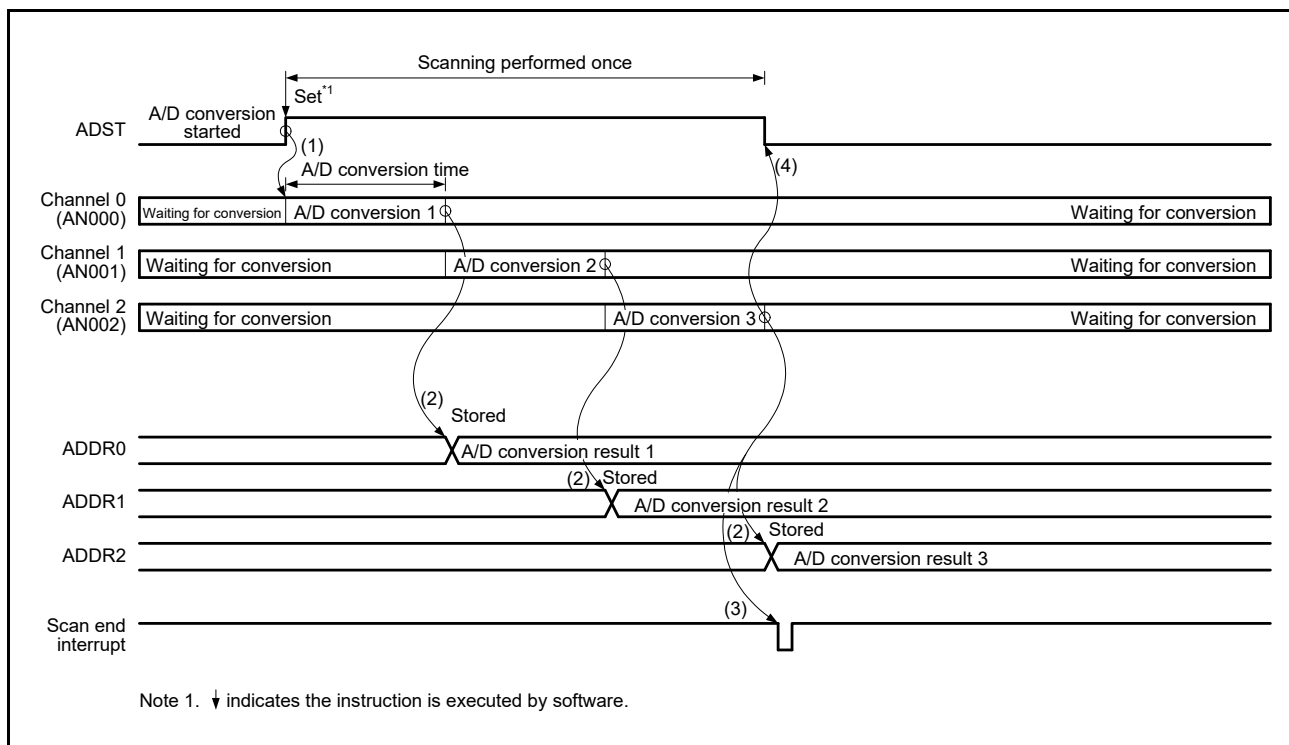 Scanning performed once
Set*1
A/D conversion
started
ADST
(1)
(4)
A/D conversion time
Channel 0
(AN000)
Waiting for conversion
A/D conversion 1
Waiting for conversion
Channel 1
(AN001)
Waiting for conversion
A/D conversion 2
Waiting for conversion
Channel 2
(AN002)
Waiting for conversion
A/D conversion 3
Waiting for conversion
(2)
Stored
ADDR0
A/D conversion result 1
(2)
Stored
ADDR1
A/D conversion result 2
(2)
Stored
ADDR2
A/D conversion result 3
(3)
Scan end
interrupt
Note 1. ↓ indicates the instruction is executed by software.